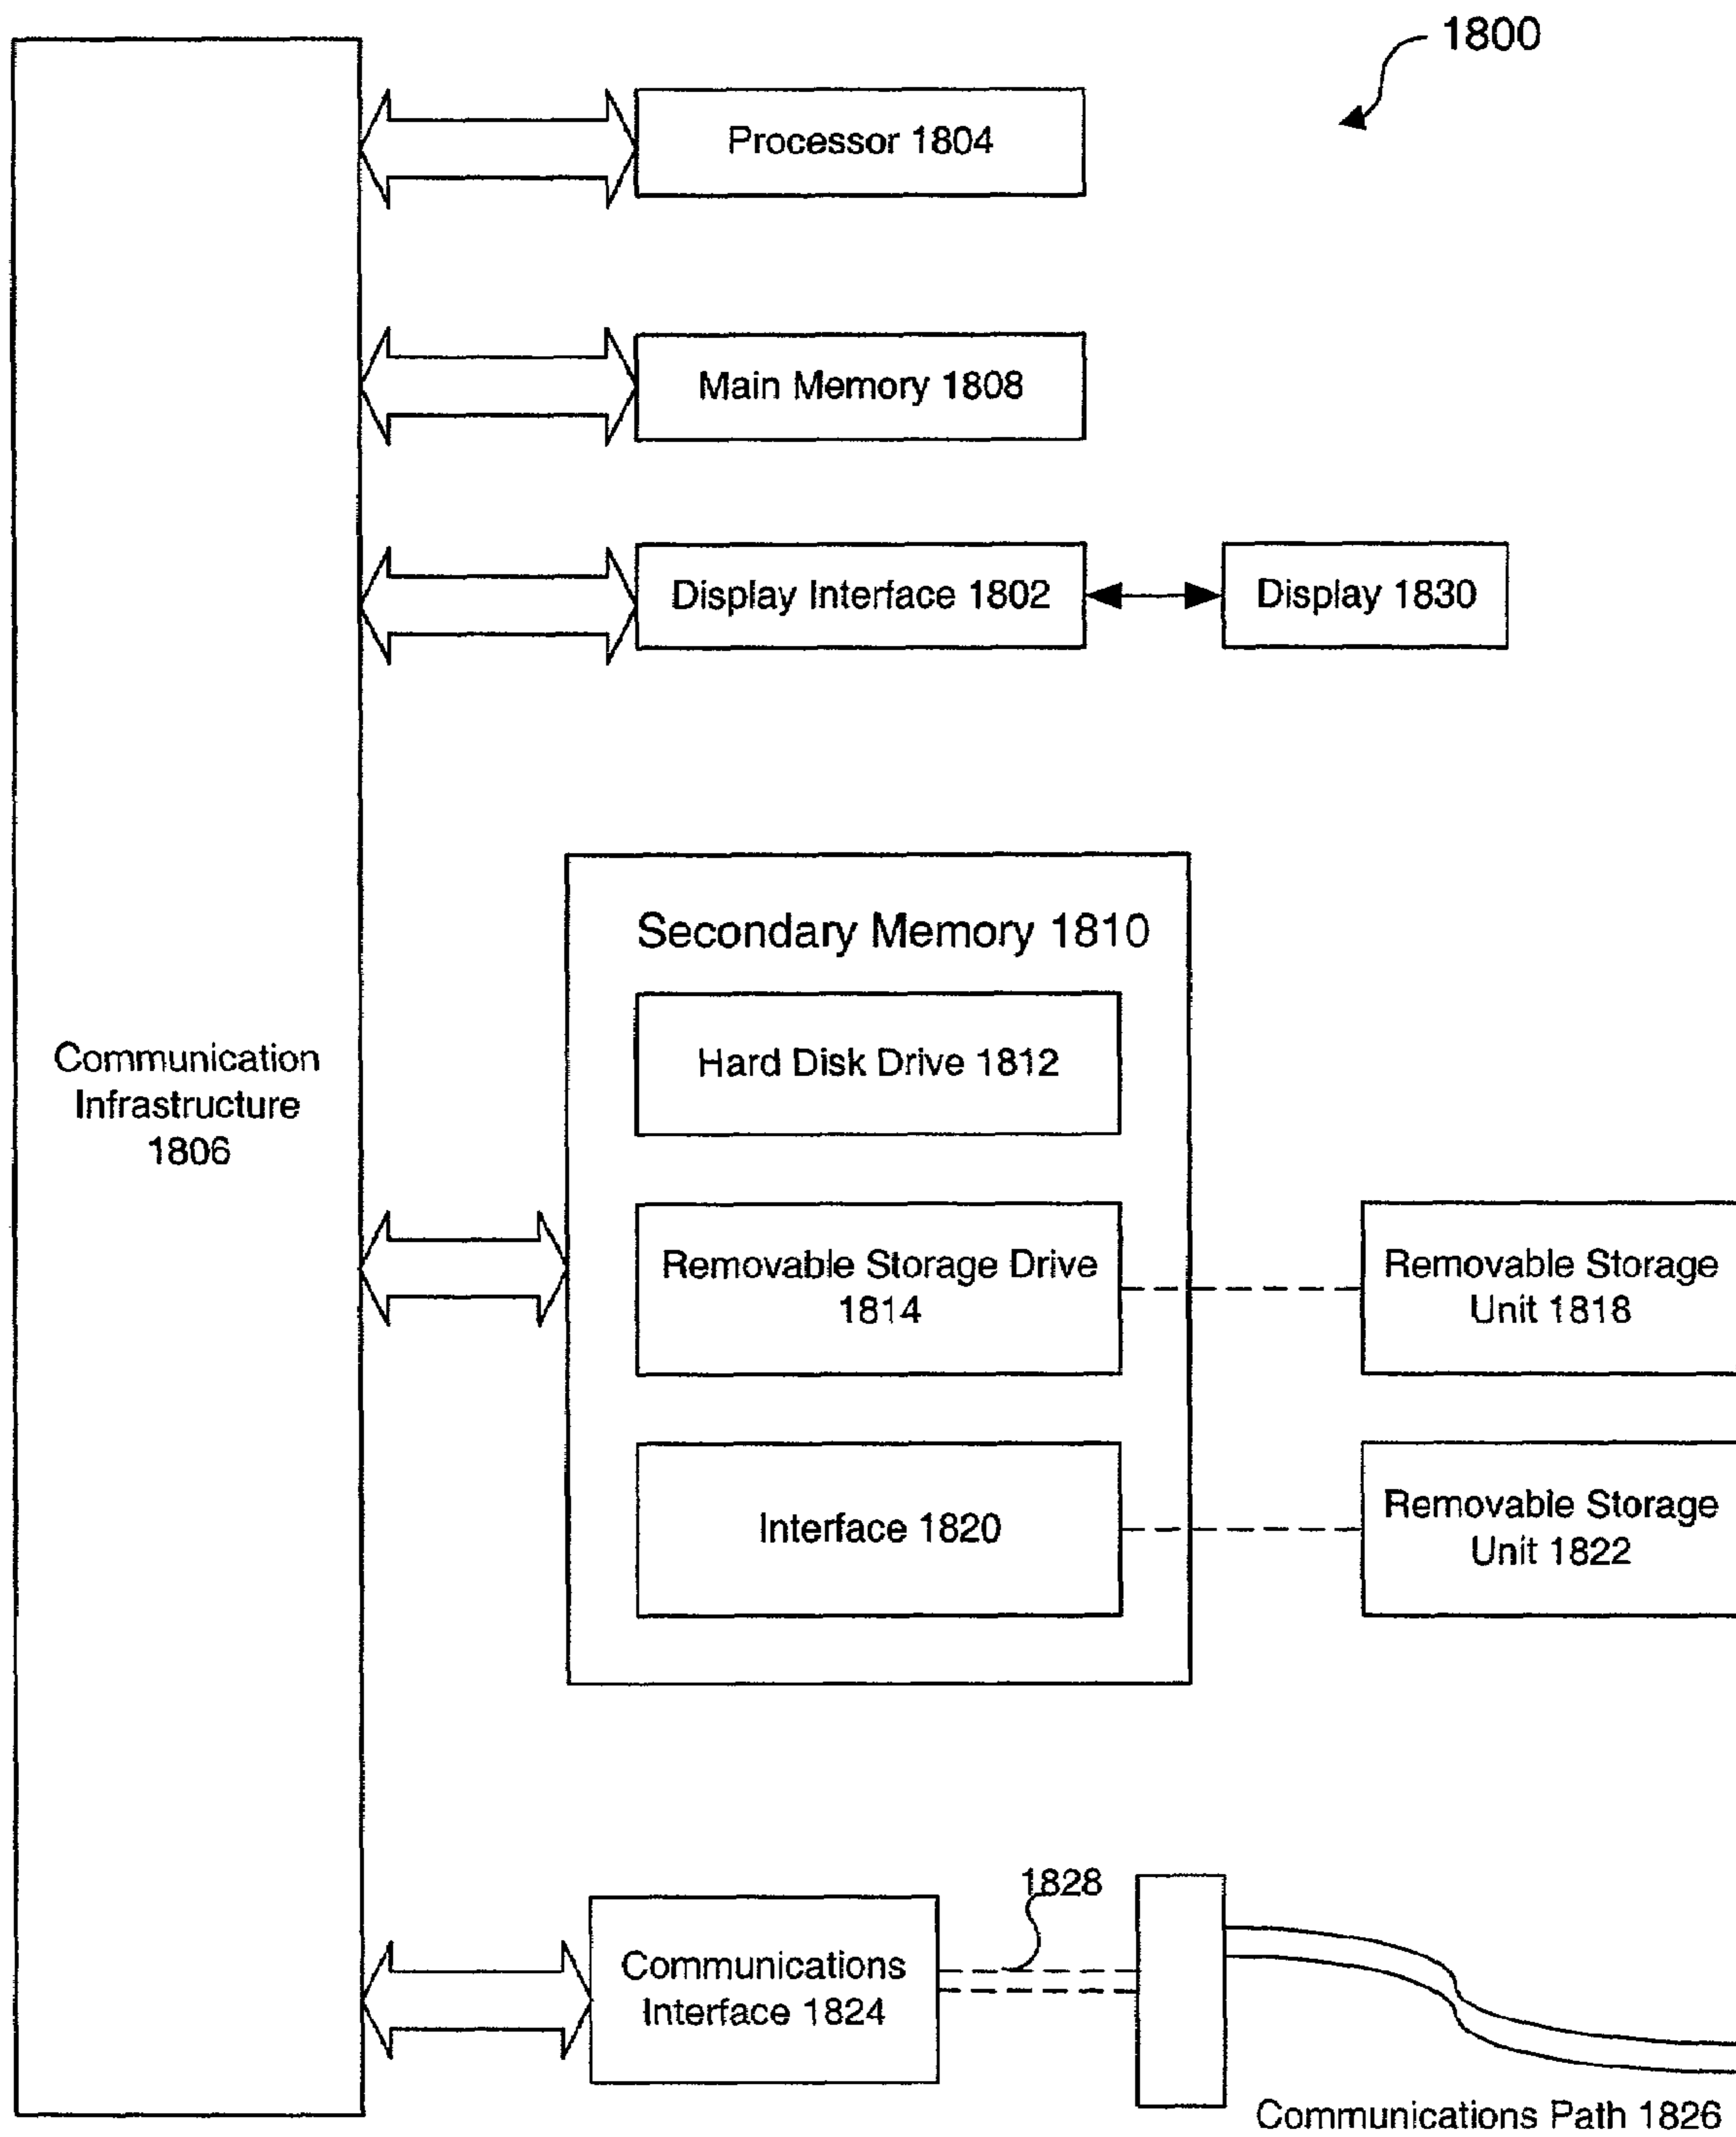 1800
Processor 1804
Main Memory 1808
Display Interface 1802
Display 1830
Secondary Memory 1810
Hard Disk Drive 1812
Communication
Infrastructure
1806
Removable Storage Drive
1814
Removable Storage
Unit 1818
Interface 1820
Removable Storage
Unit 1822
1828
Communications
Interface 1824
Communications Path 1826